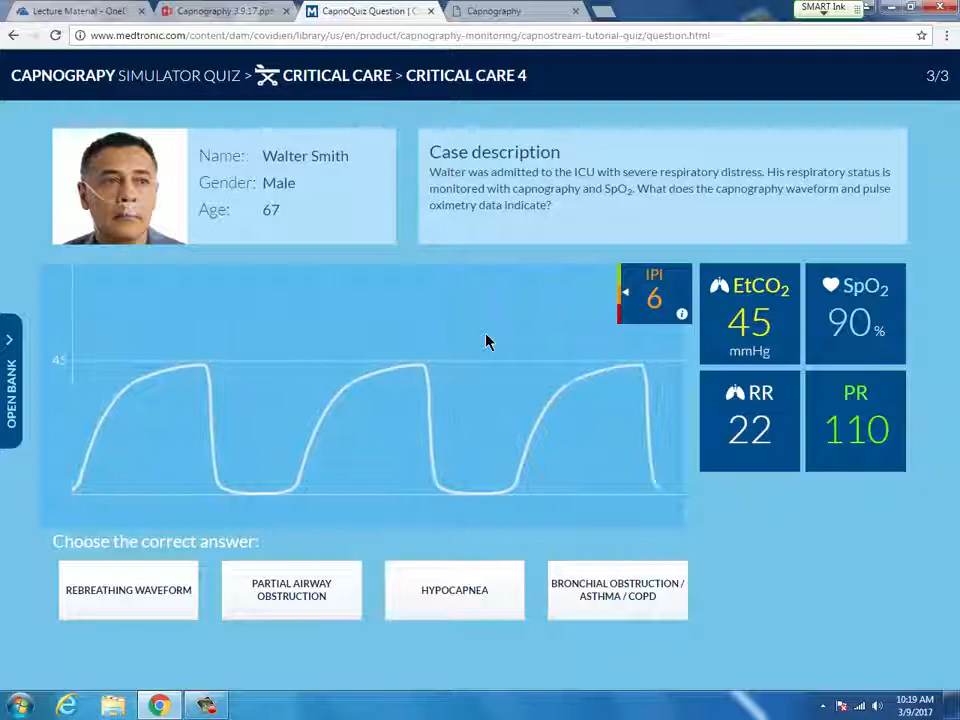 Lecture Material - OneD
Capnography 3.9.17.ppt
CapnoQuiz Question | C
Capnography
SMART Ink
www.medtronic.com/content/dam/covidien/library/us/en/product/capnography-monitoring/capnostream-tutorial-quiz/question.html
CAPNOGRAPY SIMULATOR QUIZ > CRITICAL CARE > CRITICAL CARE 4
3/3
Name: Walter Smith
Gender: Male
Age: 67
Case description
Walter was admitted to the ICU with severe respiratory distress. His respiratory status is
monitored with capnography and SpO2. What does the capnography waveform and pulse
oximetry data indicate?
OPEN BANK
45
IPI
6
i
EtCO2
45
mmHg
SpO2
90 %
RR
22
PR
110
Choose the correct answer:
REBREATHING WAVEFORM
PARTIAL AIRWAY
OBSTRUCTION
HYPOCAPNEA
BRONCHIAL OBSTRUCTION /
ASTHMA / COPD
10:19 AM
3/9/2017